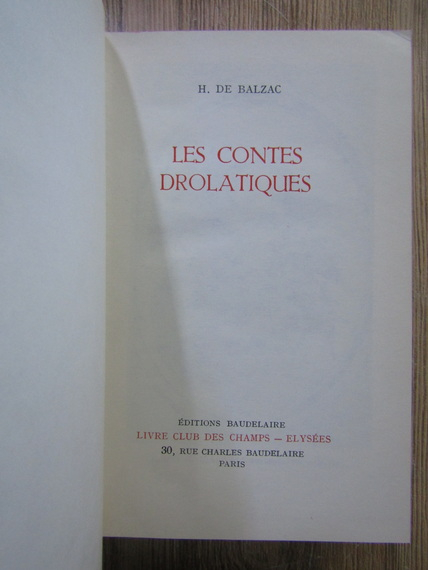 H. DE BALZAC
LES CONTES
DROLATIQUES
ÉDITIONS BAUDELAIRE
LIVRE CLUB DES CHAMPS – ELYSÉES
30, RUE CHARLES BAUDELAIRE
PARIS